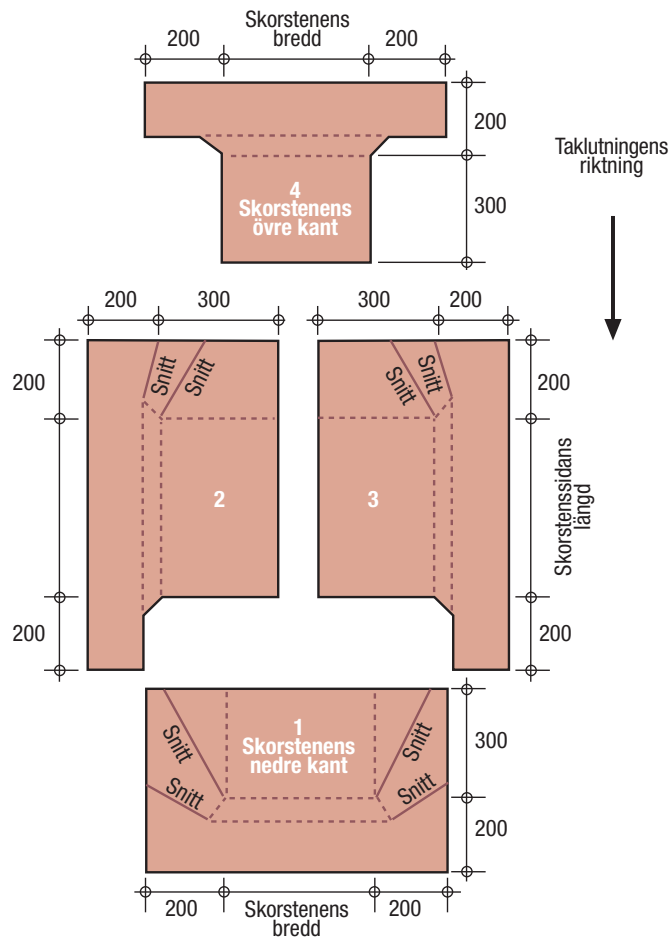 Skorstenens
bredd
200
200
200
300
4
Skorstenens
övre kant
Taklutningens
riktning
200
300
300
200
200
Snitt
Snitt
Snitt
Snitt
200
2
3
Skorstenssidans
längd
200
200
1
Skorstenens
nedre kant
Snitt
Snitt
Snitt
Snitt
300
200
200
Skorstenens
bredd
200